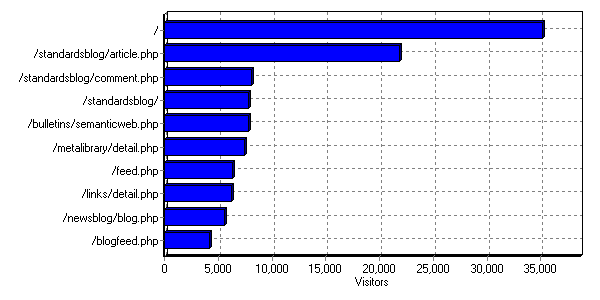 /
/standardsblog/article.php
/standardsblog/comment.php
/standardsblog/
/bulletins/semanticweb.php
/metalibrary/detail.php
/feed.php
/links/detail.php
/newsblog/blog.php
/blogfeed.php
0 5,000 10,000 15,000 20,000 25,000 30,000 35,000
Visitors